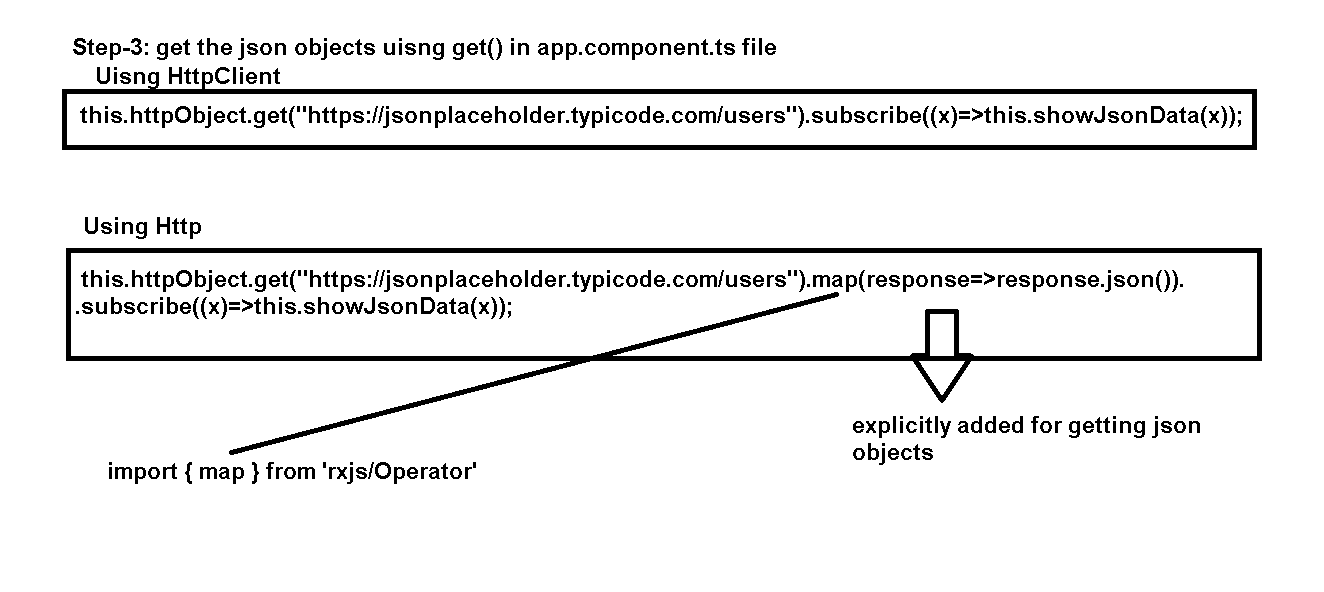 Step-3: get the json objects uisng get() in app.component.ts file
Uisng HttpClient
this.httpObject.get("https://jsonplaceholder.typicode.com/users").subscribe((x)=>this.showJsonData(x));
Using Http
this.httpObject.get("https://jsonplaceholder.typicode.com/users").map(response=>response.json()).
.subscribe((x)=>this.showJsonData(x));
explicitly added for getting json
objects
import { map } from 'rxjs/Operator'